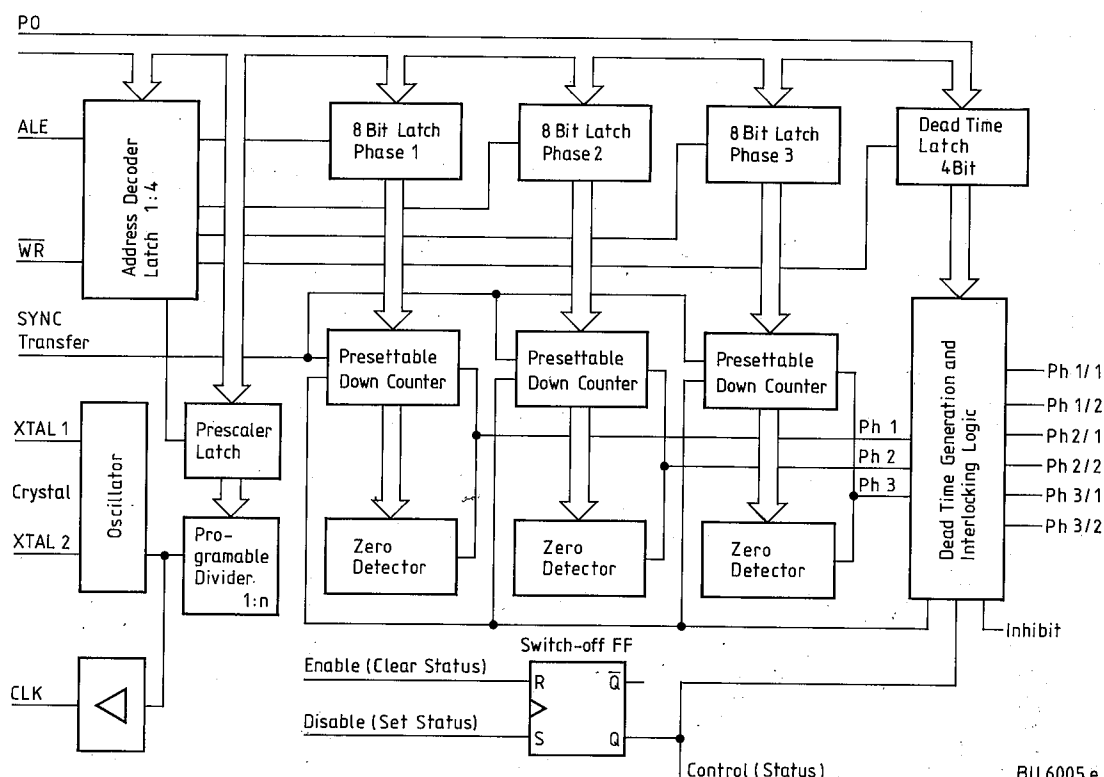 PO
ALE
WR
SYNC
Transfer
XTAL 1
Crystal
XTAL 2
CLK
Address Decoder
Latch 1:4
8 Bit Latch
Phase 1
8 Bit Latch
Phase 2
8 Bit Latch
Phase 3
Dead Time
Latch
4Bit
Presettable
Down Counter
Presettable
Down Counter
Presettable
Down Counter
Oscillator
Prescaler
Latch
Pro-
gramable
Divider.
1:n
Zero
Detector
Zero
Detector
Zero
Detector
Ph 1
Ph 2
Ph 3
Dead Time Generation and
Interlocking Logic
Ph 1/1
Ph 1/2
Ph 2/1
Ph 2/2
Ph 3/1
Ph 3/2
Inhibit
Switch-off FF
Enable (Clear Status)
R
Q
Disable (Set Status)
S
Q
Control (Status)